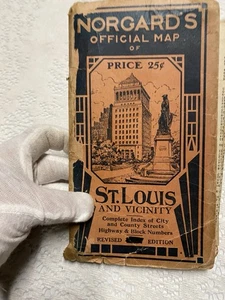 NORGARD'S
OFFICIAL MAP
OF
PRICE 25¢
ST. LOUIS
AND VICINITY
Complete Index of City
and County Streets
Highway & Block Numbers
REVISED EDITION